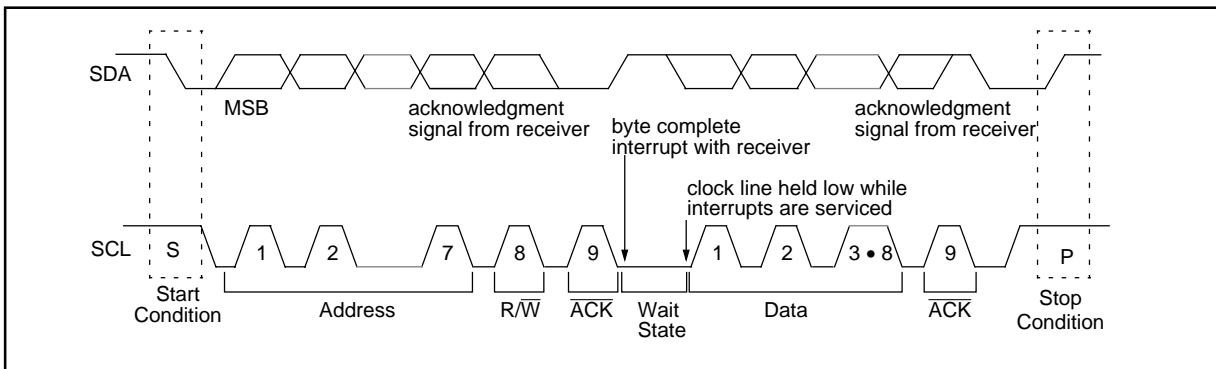 SDA
MSB
acknowledgment
signal from receiver
byte complete
interrupt with receiver
acknowledgment
signal from receiver
clock line held low while
interrupts are serviced
SCL
S
1
2
7
8
9
1
2
3 • 8
9
P
Start
Condition
Address
R/W̅
A̅C̅K̅
Wait
State
Data
A̅C̅K̅
Stop
Condition